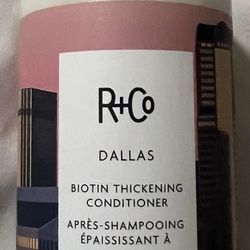 R+Co
DALLAS
BIOTIN THICKENING
CONDITIONER
APRÈS-SHAMPOOING
ÉPAISSISSANT À